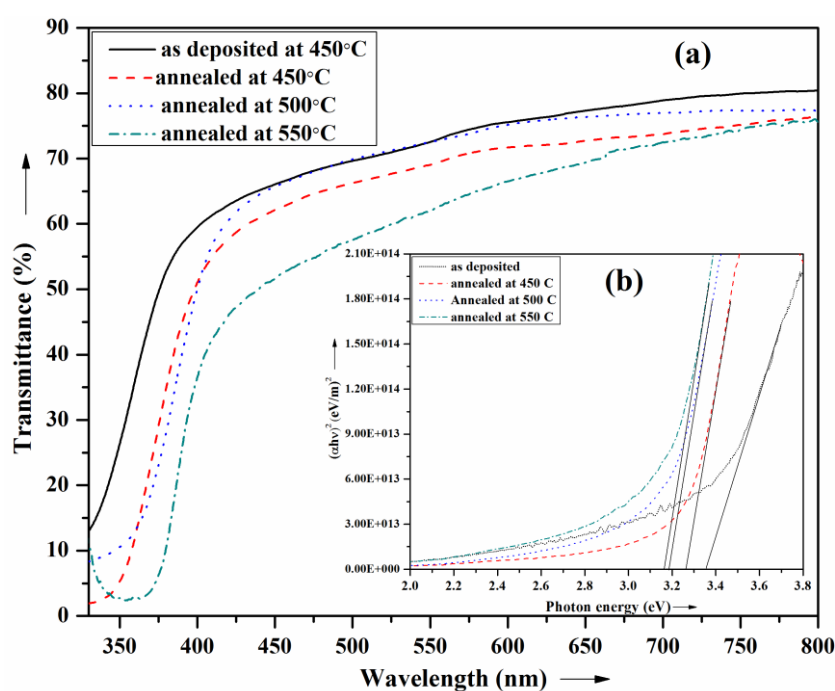 (a)
as deposited at 450°C
annealed at 450°C
annealed at 500°C
annealed at 550°C
Transmittance (%)
90
80
70
60
50
40
30
20
10
0
350 400 450 500 550 600 650 700 750 800
Wavelength (nm)
(b)
as deposited
annealed at 450 C
Annealed at 500 C
annealed at 550 C
(αhν)² (eV/m)²
2.10E+014
1.80E+014
1.50E+014
1.20E+014
9.00E+013
6.00E+013
3.00E+013
0.00E+000
2.0 2.2 2.4 2.6 2.8 3.0 3.2 3.4 3.6 3.8
Photon energy (eV)